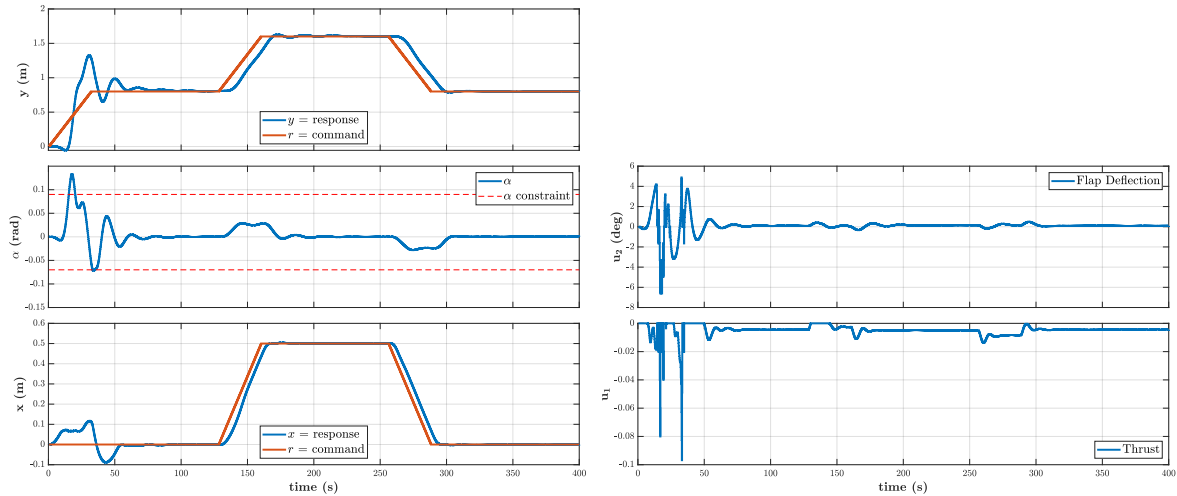 2
1.5
1
0.5
0
y (m)
y = response
r = command
0.1
0.05
0
-0.05
-0.1
-0.15
α (rad)
α
α constraint
0.6
0.5
0.4
0.3
0.2
0.1
0
-0.1
x (m)
x = response
r = command
0 50 100 150 200 250 300 350 400
time (s)
6
4
2
0
-2
-4
-6
-8
u₂ (deg)
Flap Deflection
0
-0.02
-0.04
-0.06
-0.08
-0.1
u₁
Thrust
0 50 100 150 200 250 300 350 400
time (s)